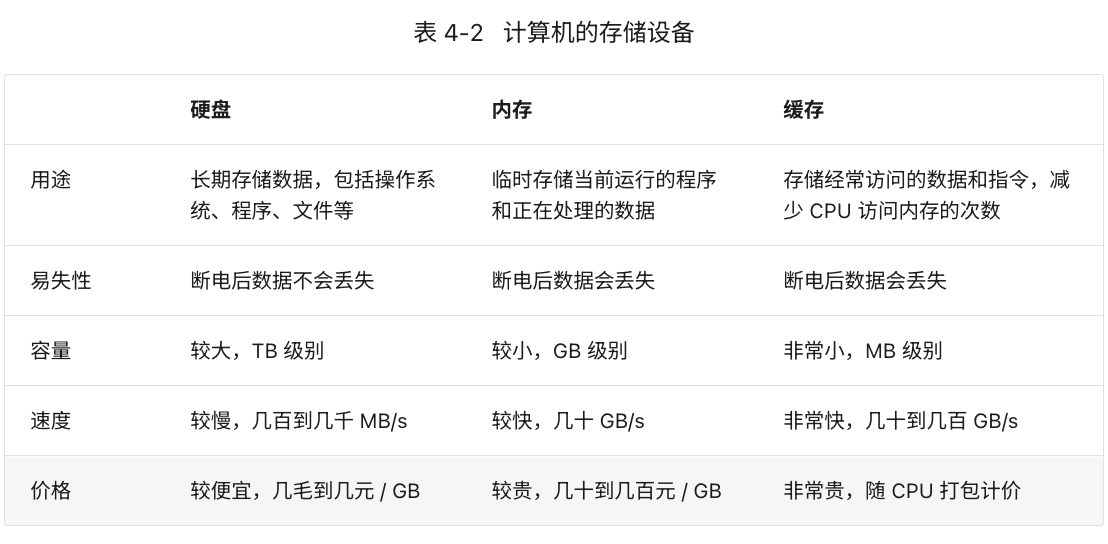 表 4-2 计算机的存储设备
硬盘 内存 缓存
用途 长期存储数据，包括操作系 临时存储当前运行的程序 存储经常访问的数据和指令，减
统、程序、文件等 和正在处理的数据 少 CPU 访问内存的次数
易失性 断电后数据不会丢失 断电后数据会丢失 断电后数据会丢失
容量 较大，TB 级别 较小，GB 级别 非常小，MB 级别
速度 较慢，几百到几千 MB/s 较快，几十 GB/s 非常快，几十到几百 GB/s
价格 较便宜，几毛到几元 / GB 较贵，几十到几百元 / GB 非常贵，随 CPU 打包计价